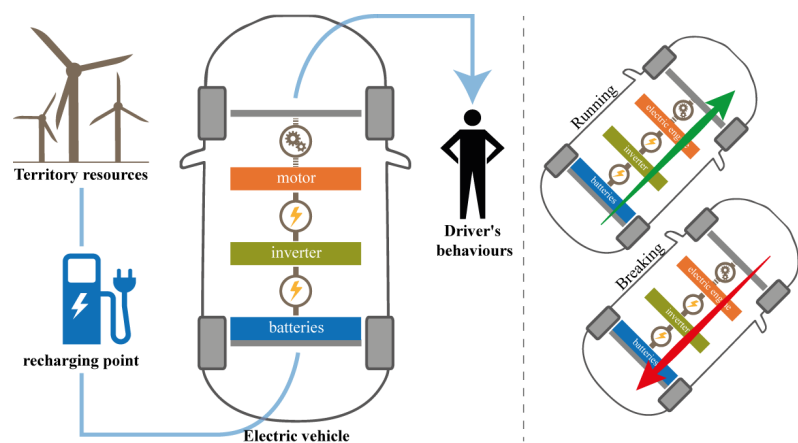 Territory resources
recharging point
motor
inverter
batteries
Electric vehicle
Driver's
behaviours
Running
electric engine
inverter
batteries
Breaking
electric engine
inverter
batteries